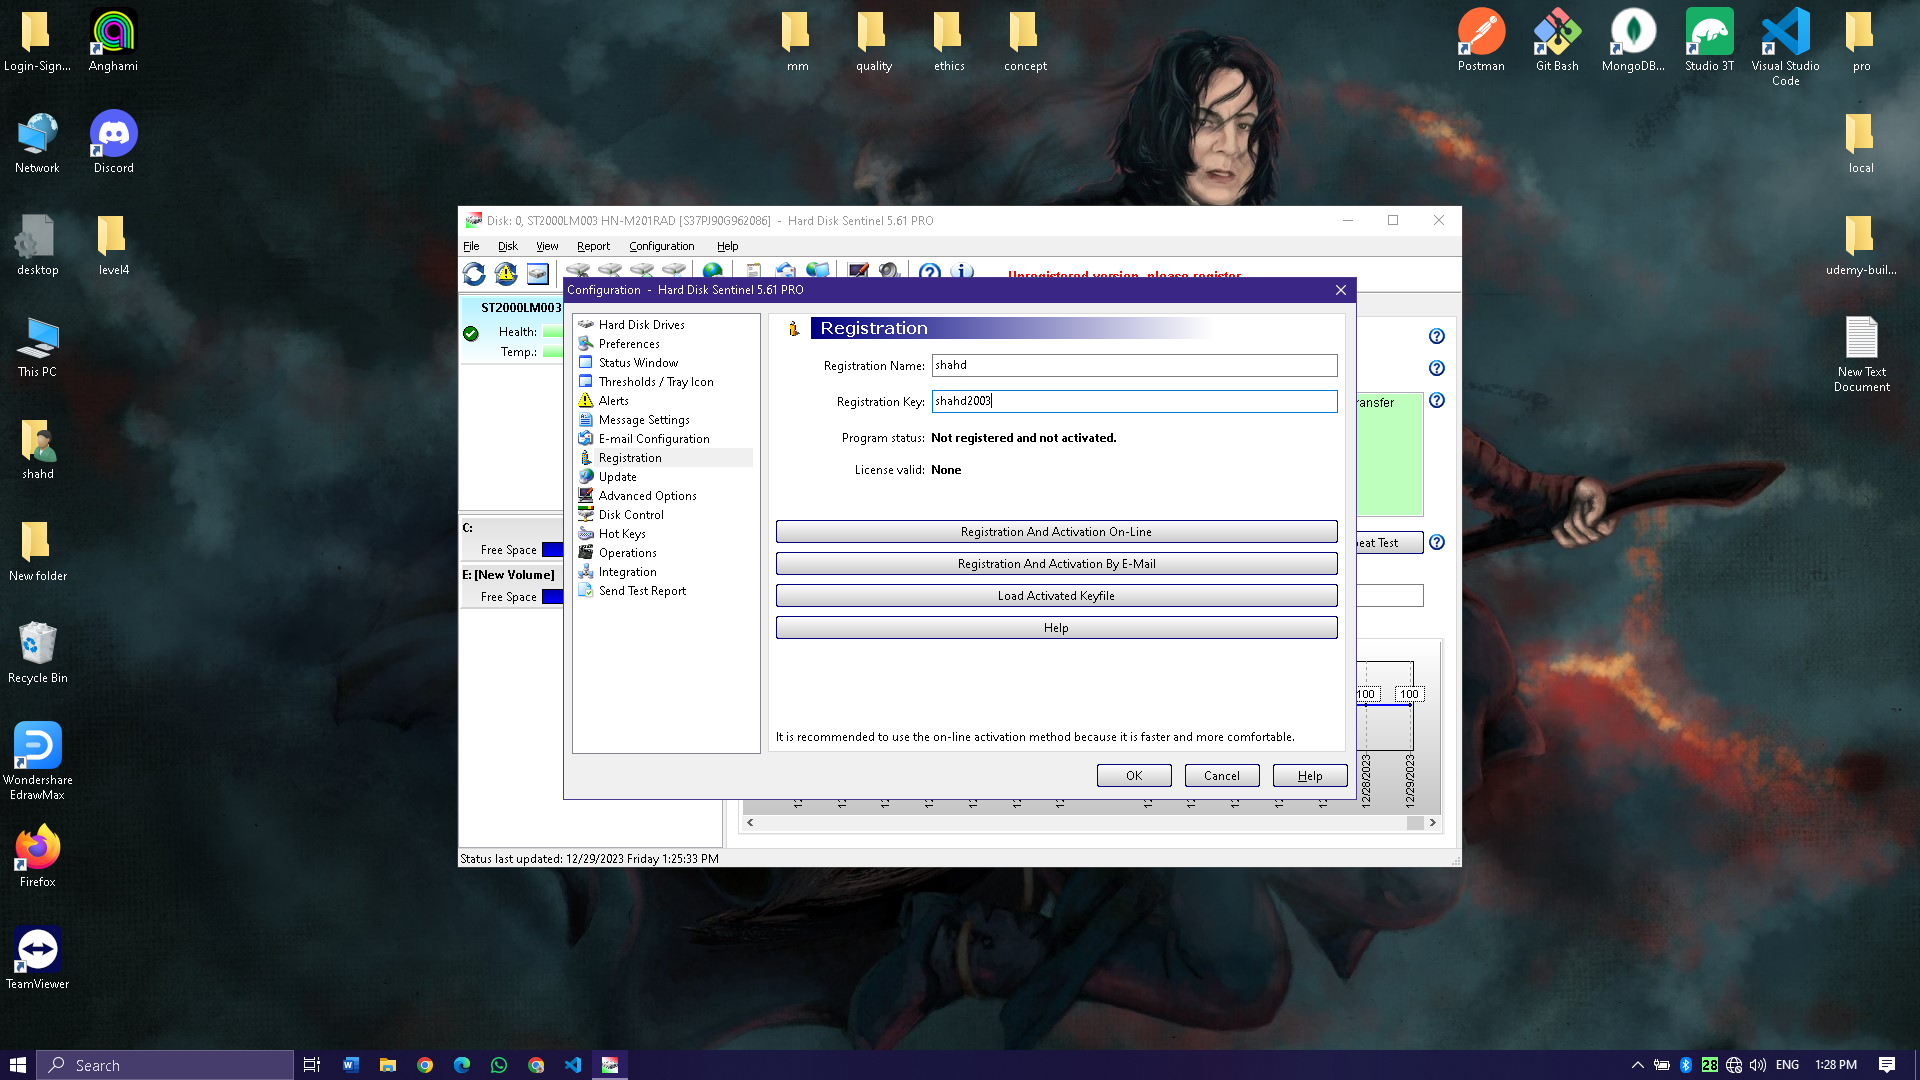 Login-Sign...
Anghami
mm
quality
ethics
concept
Postman
Git Bash
MongoDB...
Studio 3T
Visual Studio
Code
pro
Network
Discord
local
desktop
level4
udemy-buil...
This PC
New Text
Document
shahd
New folder
Recycle Bin
Wondershare
EdrawMax
Firefox
TeamViewer
Disk: 0, ST2000LM003 HN-M201RAD [S37PJ90G962086] - Hard Disk Sentinel 5.61 PRO
File Disk View Report Configuration Help
Unregistered version, please register
ST2000LM003
Health:
Temp.:
C:
Free Space
E: [New Volume]
Free Space
Configuration - Hard Disk Sentinel 5.61 PRO
Hard Disk Drives
Preferences
Status Window
Thresholds / Tray Icon
Alerts
Message Settings
E-mail Configuration
Registration
Update
Advanced Options
Disk Control
Hot Keys
Operations
Integration
Send Test Report
Registration
Registration Name: shahd
Registration Key: shahd2003
Program status: Not registered and not activated.
License valid: None
Registration And Activation On-Line
Registration And Activation By E-Mail
Load Activated Keyfile
Help
It is recommended to use the on-line activation method because it is faster and more comfortable.
OK Cancel Help
ransfer
eat Test
100 100
12/28/2023
12/29/2023
Status last updated: 12/29/2023 Friday 1:25:33 PM
Search
28
ENG
1:28 PM